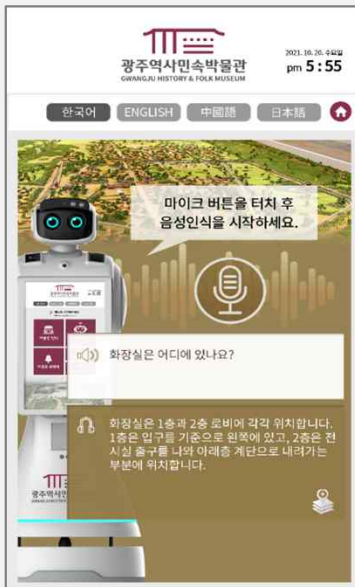 광주역사민속박물관
GWANGJU HISTORY & FOLK MUSEUM
2021. 10. 20. 수요일
pm 5:55
한국어
ENGLISH
中國語
日本語
마이크 버튼을 터치 후
음성인식을 시작하세요.
화장실은 어디에 있나요?
화장실은 1층과 2층 로비에 각각 위치합니다.
1층은 입구를 기준으로 왼쪽에 있고, 2층은 전
시실 출구를 나와 아래층 계단으로 내려가는
부분에 위치합니다.
광주역사민